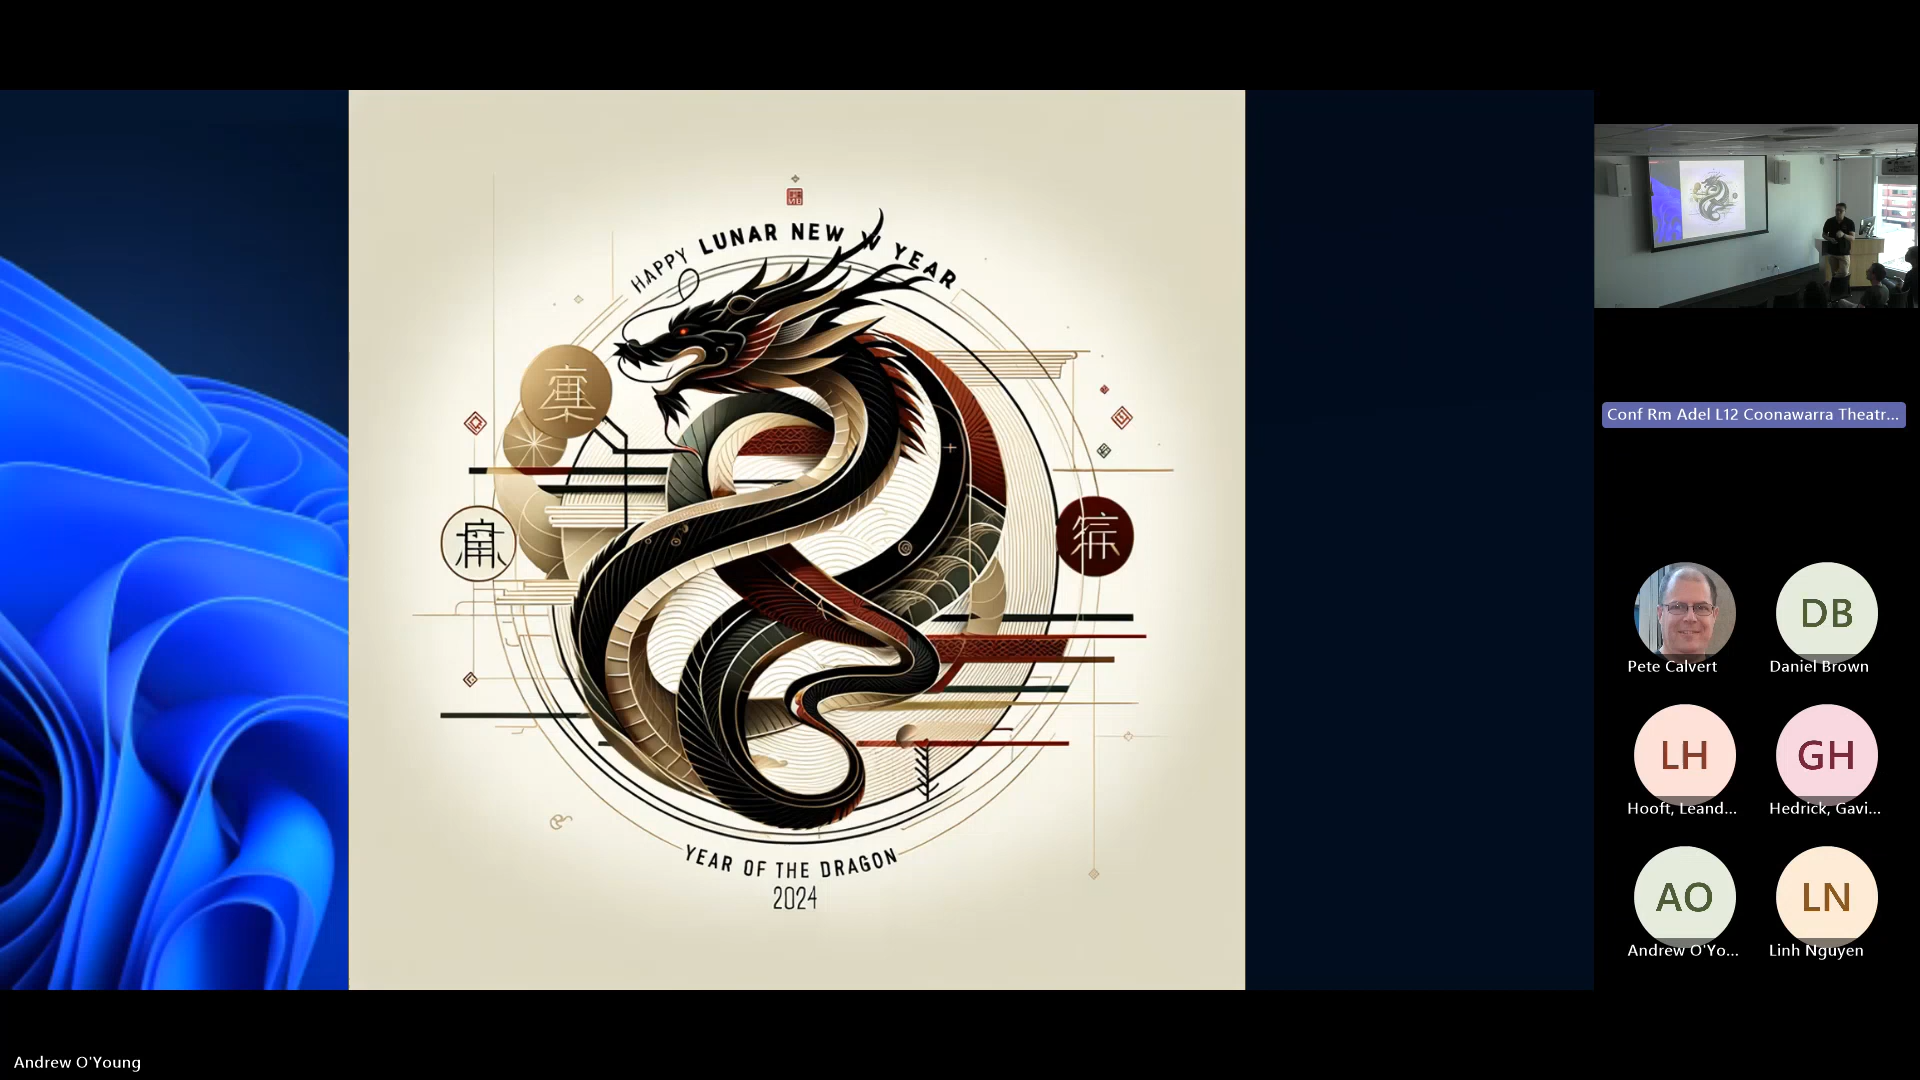 HAPPY LUNAR NEW W YEAR
YEAR OF THE DRAGON
2024
Conf Rm Adel L12 Coonawarra Theatr...
Pete Calvert
DB
Daniel Brown
LH
Hooft, Leand...
GH
Hedrick, Gavi...
AO
Andrew O'Yo...
LN
Linh Nguyen
Andrew O'Young